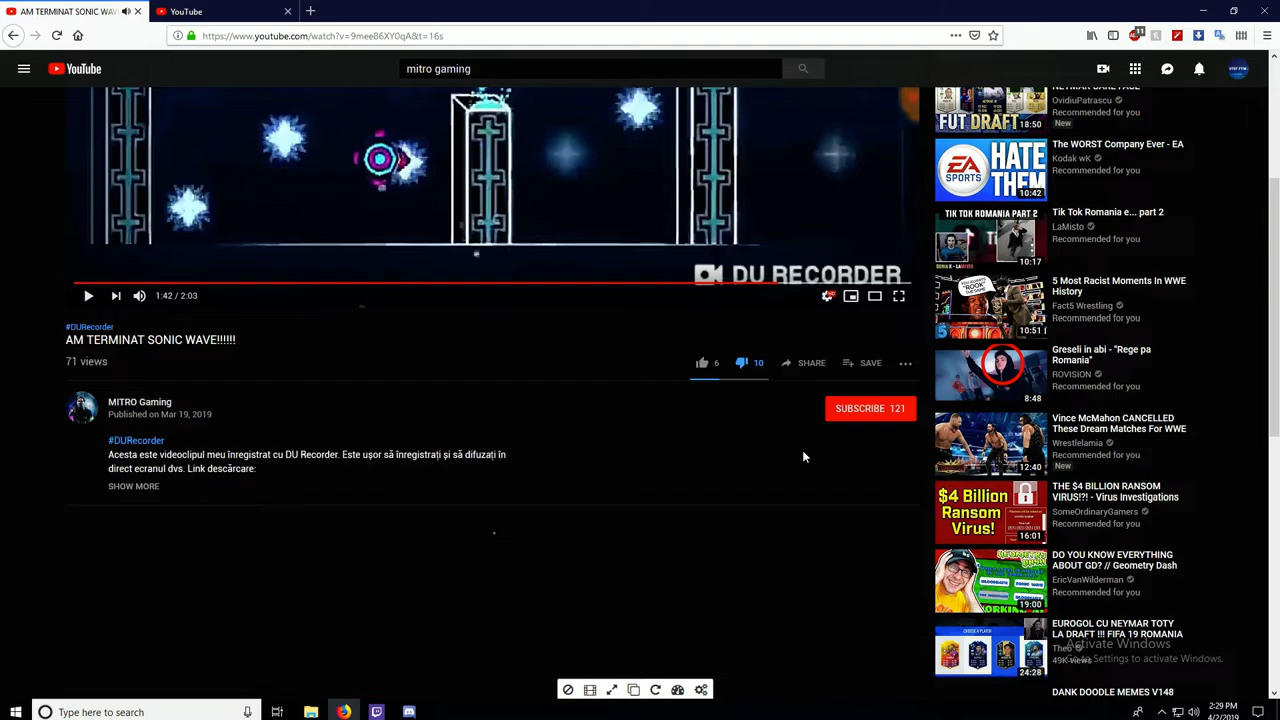 AM TERMINAT SONIC WAV
YouTube
https://www.youtube.com/watch?v=9mee86XY0qA&t=16s
11
YouTube
mitro gaming
FUT DRAFT
18:50
OvidiuPatrascu
Recommended for you
New
EA
SPORTS
HATE
THEM
10:42
The WORST Company Ever - EA
Kodak wK
Recommended for you
TIK TOK ROMANIA PART 2
10:17
Tik Tok Romania e... part 2
LaMisto
Recommended for you
10:51
5 Most Racist Moments In WWE
History
Fact5 Wrestling
Recommended for you
8:48
Greseli in abi - "Rege pa
Romania"
ROVISION
Recommended for you
12:40
Vince McMahon CANCELLED
These Dream Matches For WWE
Wrestlelamia
Recommended for you
New
$4 Billion
Ransom
Virus!
16:01
THE $4 BILLION RANSOM
VIRUS!?! - Virus Investigations
SomeOrdinaryGamers
Recommended for you
19:00
DO YOU KNOW EVERYTHING
ABOUT GD? // Geometry Dash
EricVanWilderman
Recommended for you
CHOOSE A PLAYER
24:28
EUROGOL CU NEYMAR TOTY
LA DRAFT !!! FIFA 19 ROMANIA
Theo
49K views
DANK DOODLE MEMES V148
DU RECORDER
1:42 / 2:03
#DURecorder
AM TERMINAT SONIC WAVE!!!!!!
71 views
6
10
SHARE
SAVE
MITRO Gaming
Published on Mar 19, 2019
SUBSCRIBE 121
#DURecorder
Acesta este videoclipul meu înregistrat cu DU Recorder. Este ușor să înregistrați și să difuzați în
direct ecranul dvs. Link descărcare:
SHOW MORE
Activate Windows
Go to Settings to activate Windows.
Type here to search
2:29 PM
4/2/2019